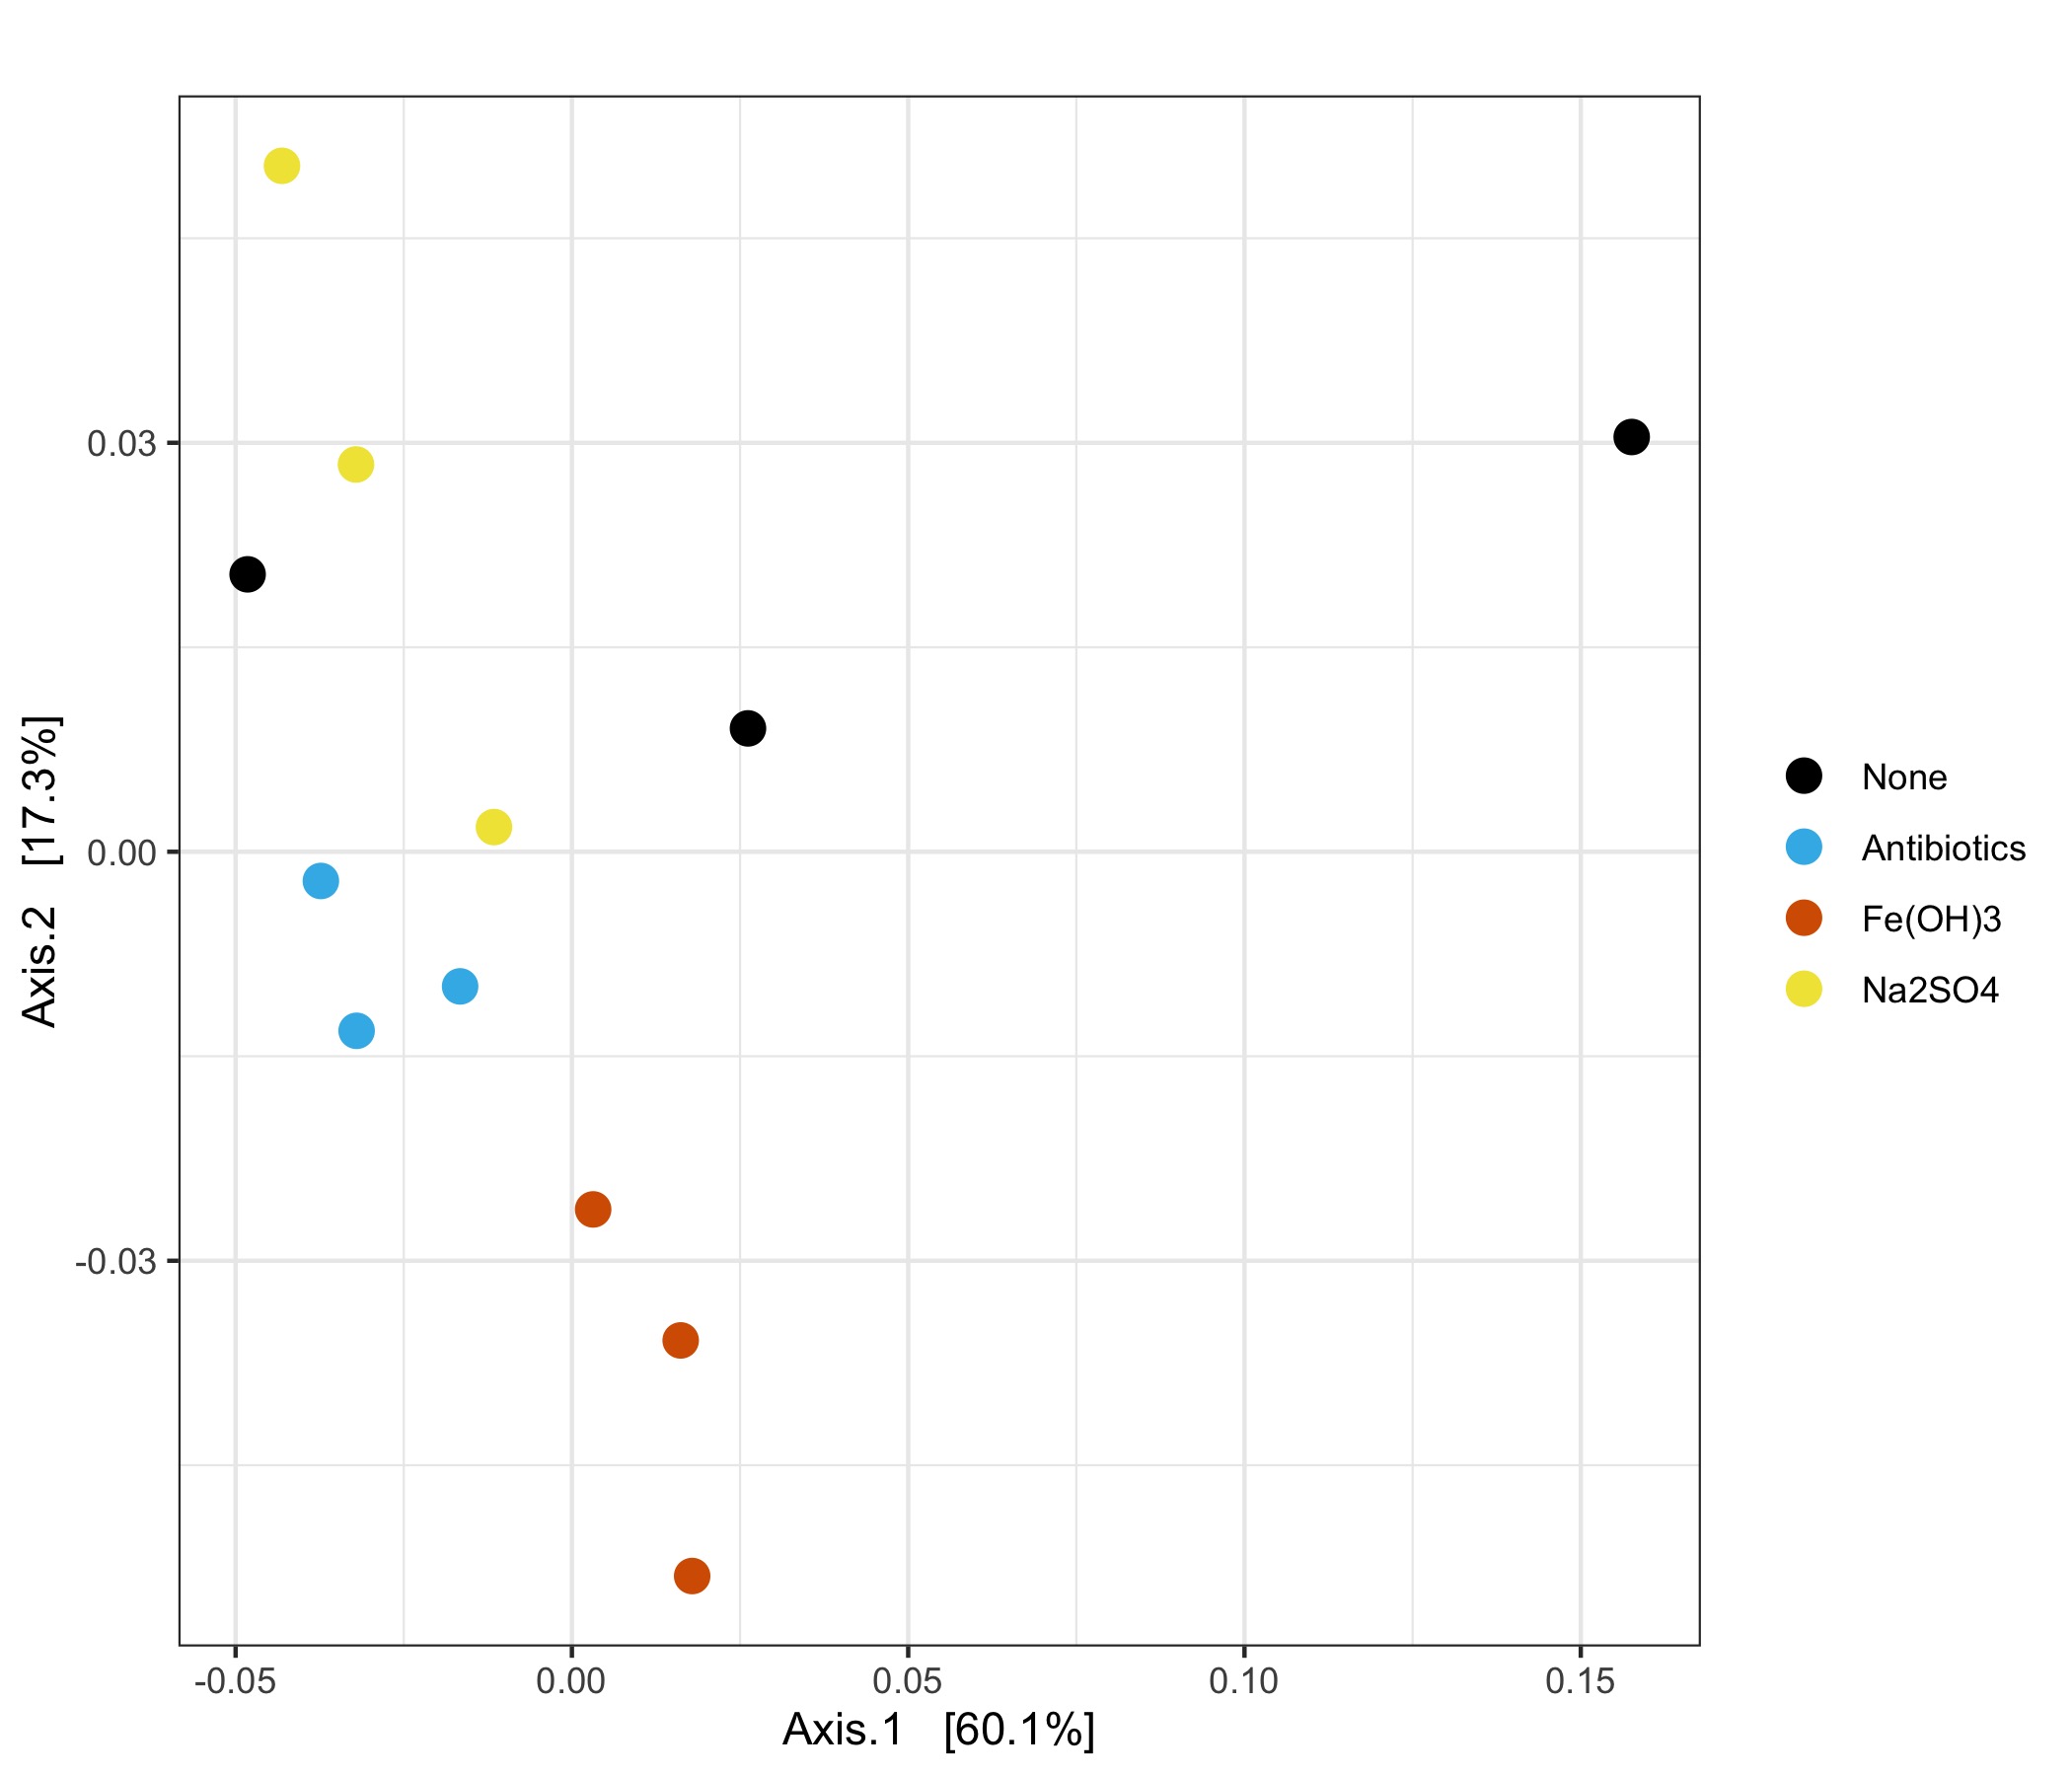 0.03
0.00
-0.03
Axis.2   [17.3%]
-0.05
0.00
0.05
0.10
0.15
Axis.1   [60.1%]
None
Antibiotics
Fe(OH)3
Na2SO4